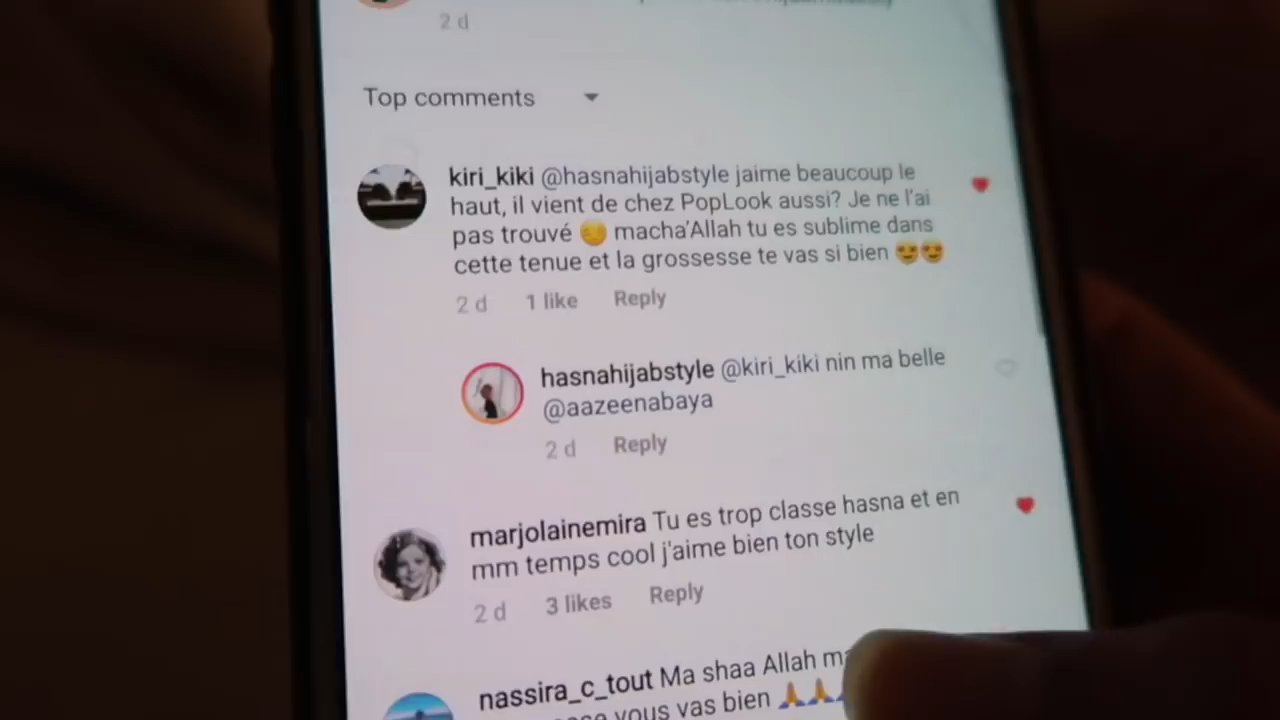 2 d
Top comments
kiri_kiki @hasnahijabstyle jaime beaucoup le
haut, il vient de chez PopLook aussi? Je ne l'ai
pas trouvé 😔 macha'Allah tu es sublime dans
cette tenue et la grossesse te vas si bien 😍😍
2 d 1 like Reply
hasnahijabstyle @kiri_kiki nin ma belle
@aazeenabaya
2 d Reply
marjolainemira Tu es trop classe hasna et en
mm temps cool j'aime bien ton style
2 d 3 likes Reply
nassira_c_tout Ma shaa Allah
vous vas bien 🙏🙏